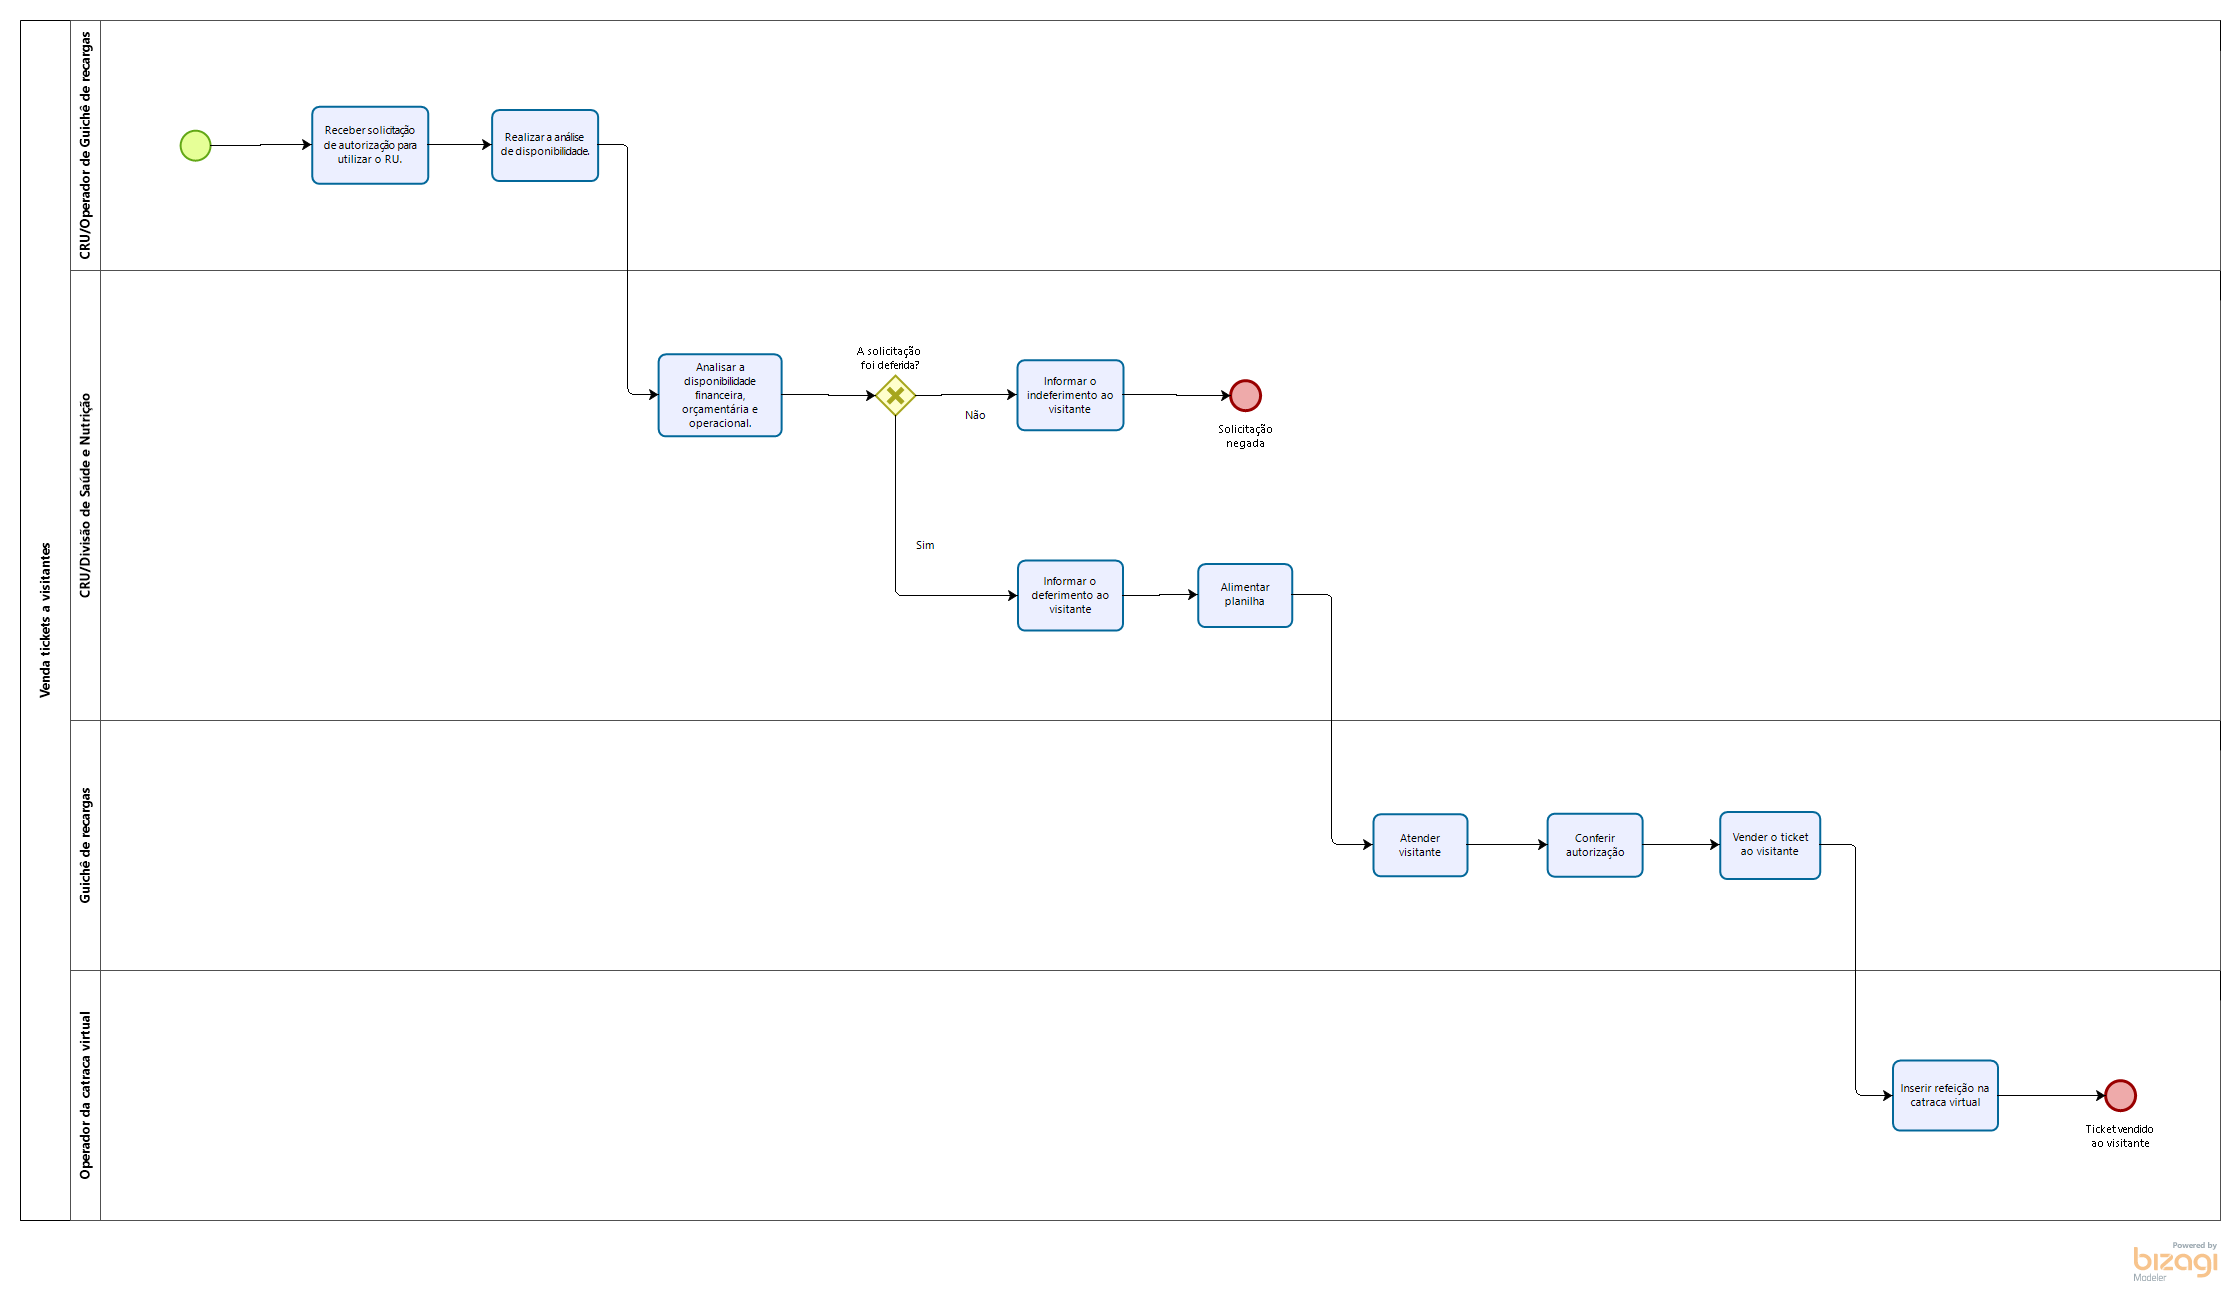 Venda tickets a visitantes
CRU/Operador de Guichê de recargas
Receber solicitação
de autorização para
utilizar o RU.
Realizar a análise
de disponibilidade.
CRU/Divisão de Saúde e Nutrição
Analisar a
disponibilidade
financeira,
orçamentária e
operacional.
A solicitação
foi deferida?
Não
Informar o
indeferimento ao
visitante
Solicitação
negada
Sim
Informar o
deferimento ao
visitante
Alimentar
planilha
Guichê de recargas
Atender
visitante
Conferir
autorização
Vender o ticket
ao visitante
Operador da catraca virtual
Inserir refeição na
catraca virtual
Ticket vendido
ao visitante
Powered by
bizagi
Modeler